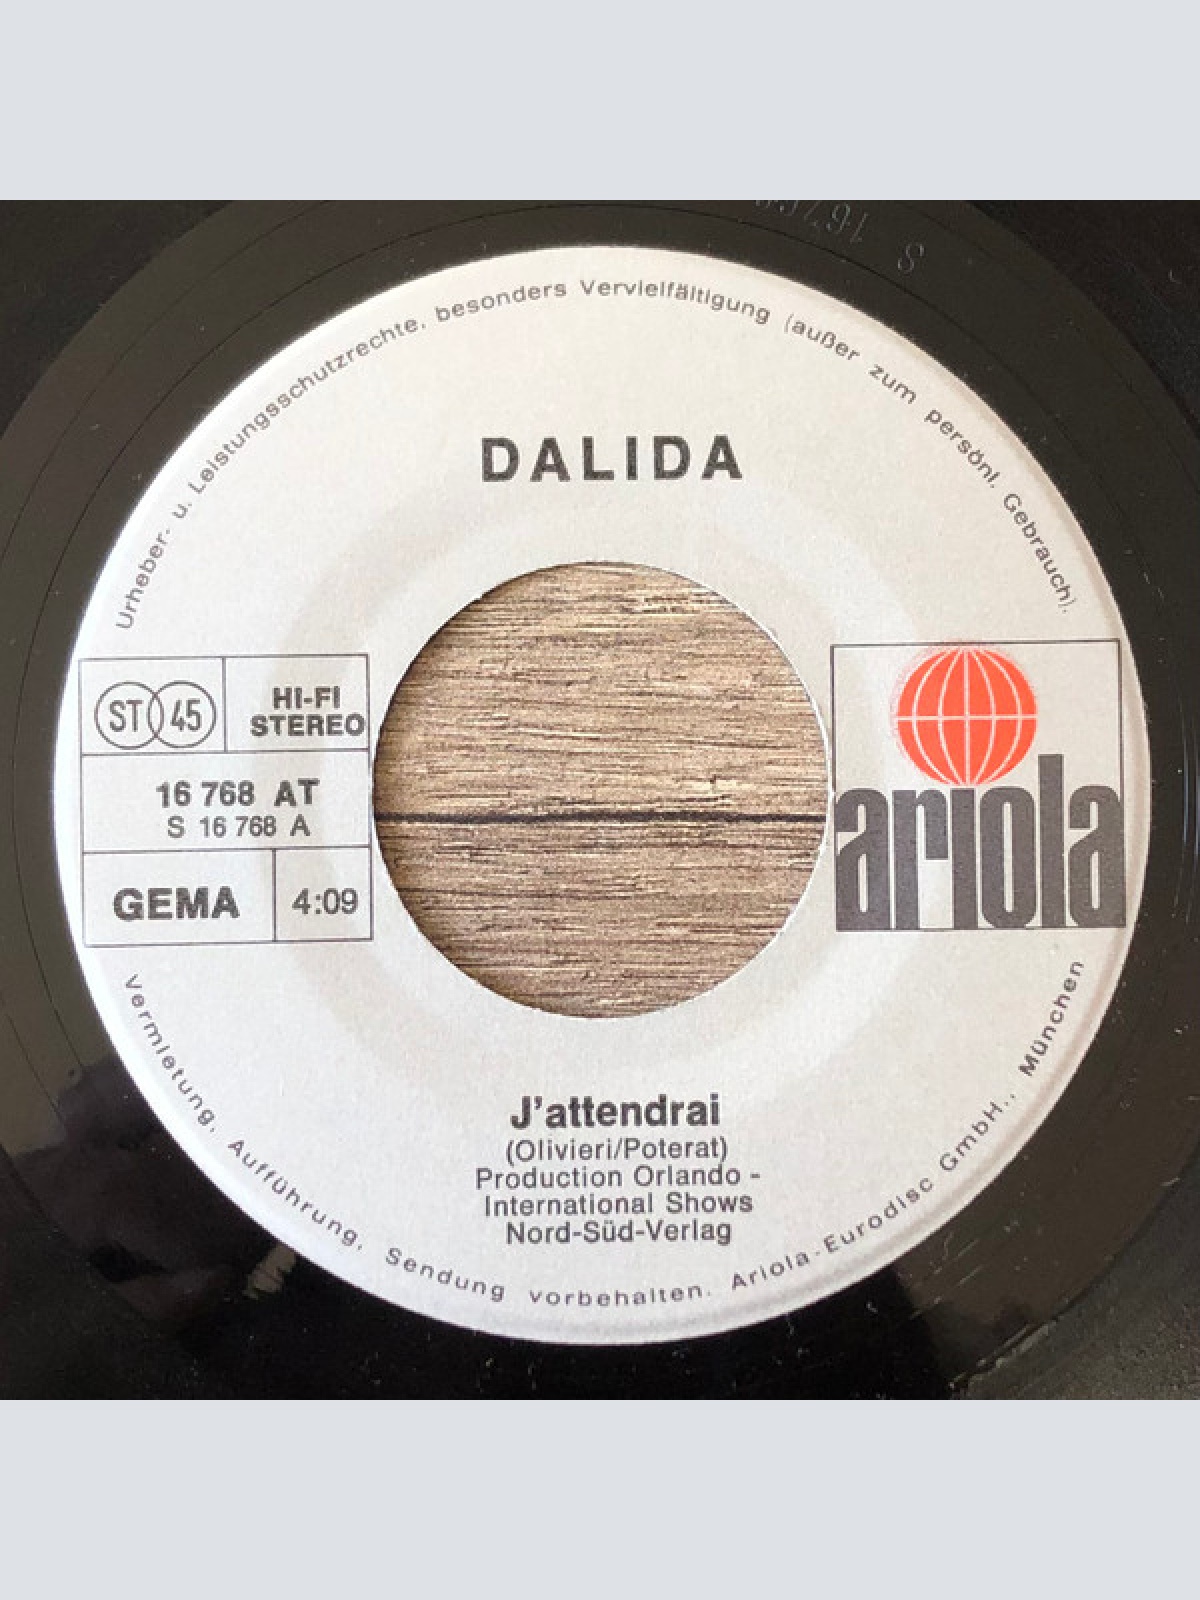 Urheber- u. Leistungsschutzrechte, besonders Vervielfältigung (außer zum persönl. Gebrauch).
DALIDA
ST 45
HI-FI
STEREO
16 768 AT
S 16 768 A
GEMA 4:09
ariola
J'attendrai
(Olivieri/Poterat)
Production Orlando -
International Shows
Nord-Süd-Verlag
Vermietung, Aufführung, Sendung vorbehalten. Ariola-Eurodisc GmbH., München